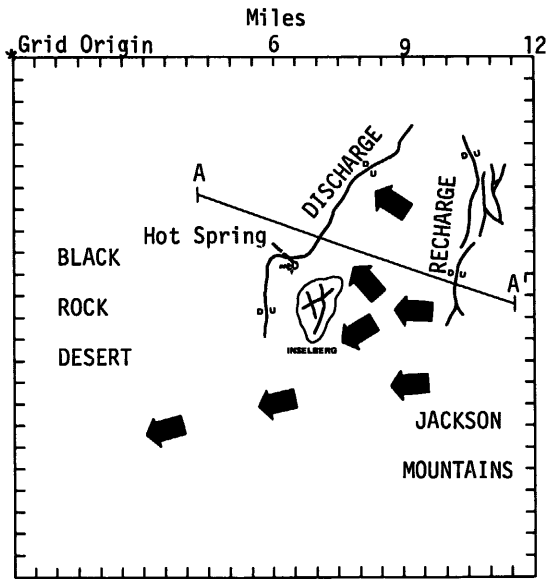 Miles
*Grid Origin 6 9 12
DISCHARGE
D
U
D U
RECHARGE
A
Hot Spring
BLACK
D U
A'
ROCK
D U
INSELBERG
DESERT
JACKSON
MOUNTAINS